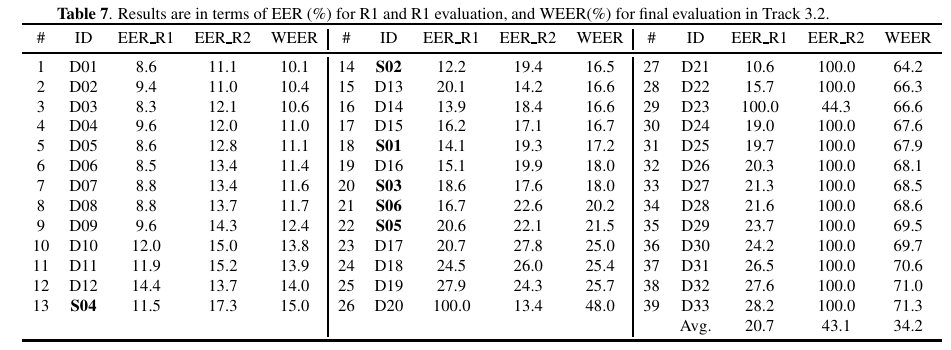 Table 7. Results are in terms of EER (%) for R1 and R1 evaluation, and WEER(%) for final evaluation in Track 3.2.
# ID EER_R1 EER_R2 WEER # ID EER_R1 EER_R2 WEER # ID EER_R1 EER_R2 WEER
1 D01 8.6 11.1 10.1 14 S02 12.2 19.4 16.5 27 D21 10.6 100.0 64.2
2 D02 9.4 11.0 10.4 15 D13 20.1 14.2 16.6 28 D22 15.7 100.0 66.3
3 D03 8.3 12.1 10.6 16 D14 13.9 18.4 16.6 29 D23 100.0 44.3 66.6
4 D04 9.6 12.0 11.0 17 D15 16.2 17.1 16.7 30 D24 19.0 100.0 67.6
5 D05 8.6 12.8 11.1 18 S01 14.1 19.3 17.2 31 D25 19.7 100.0 67.9
6 D06 8.5 13.4 11.4 19 D16 15.1 19.9 18.0 32 D26 20.3 100.0 68.1
7 D07 8.8 13.4 11.6 20 S03 18.6 17.6 18.0 33 D27 21.3 100.0 68.5
8 D08 8.8 13.7 11.7 21 S06 16.7 22.6 20.2 34 D28 21.6 100.0 68.6
9 D09 9.6 14.3 12.4 22 S05 20.6 22.1 21.5 35 D29 23.7 100.0 69.5
10 D10 12.0 15.0 13.8 23 D17 20.7 27.8 25.0 36 D30 24.2 100.0 69.7
11 D11 11.9 15.2 13.9 24 D18 24.5 26.0 25.4 37 D31 26.5 100.0 70.6
12 D12 14.4 13.7 14.0 25 D19 27.9 24.3 25.7 38 D32 27.6 100.0 71.0
13 S04 11.5 17.3 15.0 26 D20 100.0 13.4 48.0 39 D33 28.2 100.0 71.3
Avg. 20.7 43.1 34.2